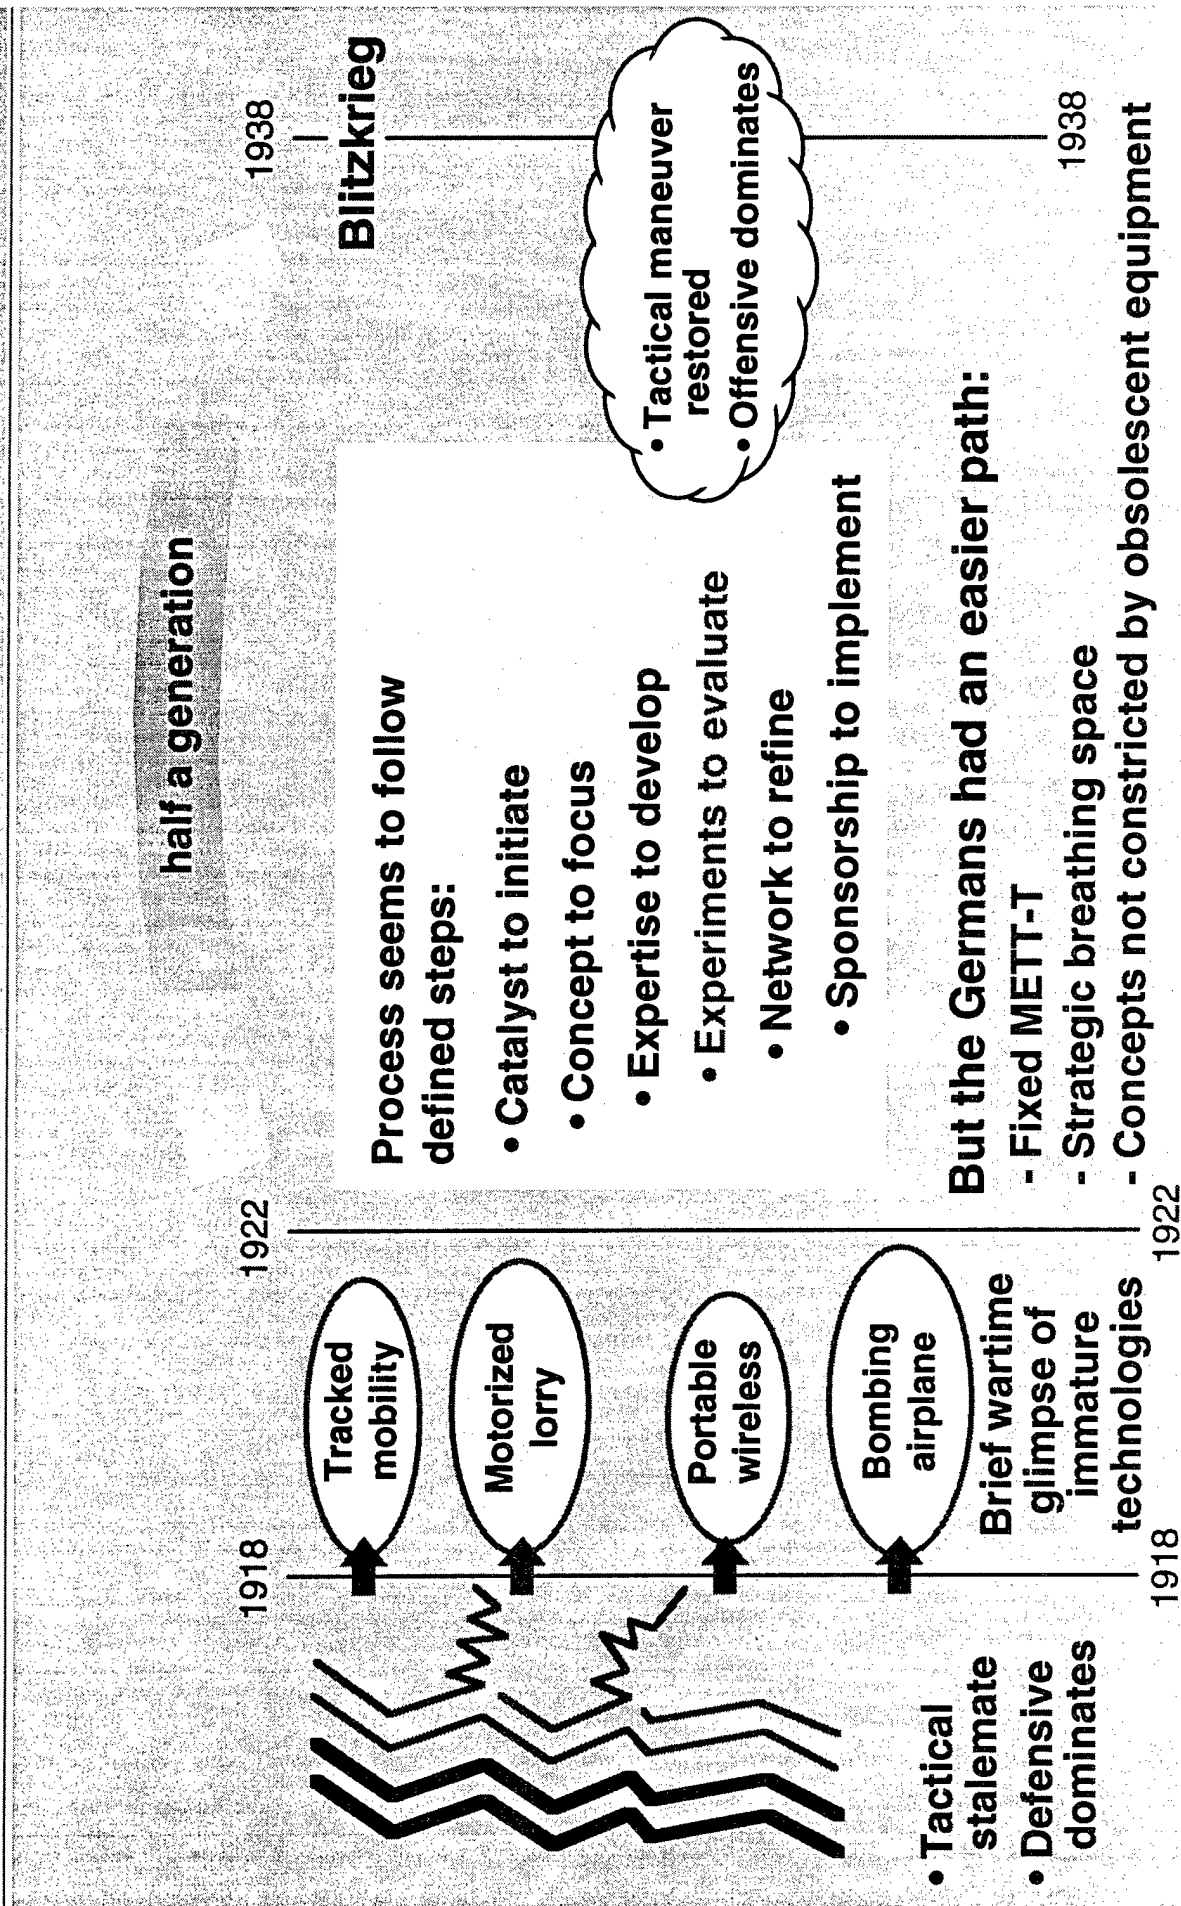 half a generation
1918
1922
1938
Blitzkrieg
Tracked
mobility
Motorized
lorry
Portable
wireless
Bombing
airplane
Process seems to follow
defined steps:
• Catalyst to initiate
• Concept to focus
• Expertise to develop
• Experiments to evaluate
• Network to refine
• Sponsorship to implement
• Tactical maneuver
restored
• Offensive dominates
• Tactical
stalemate
• Defensive
dominates
Brief wartime
glimpse of
immature
technologies
But the Germans had an easier path:
- Fixed METT-T
- Strategic breathing space
- Concepts not constricted by obsolescent equipment
1918
1922
1938